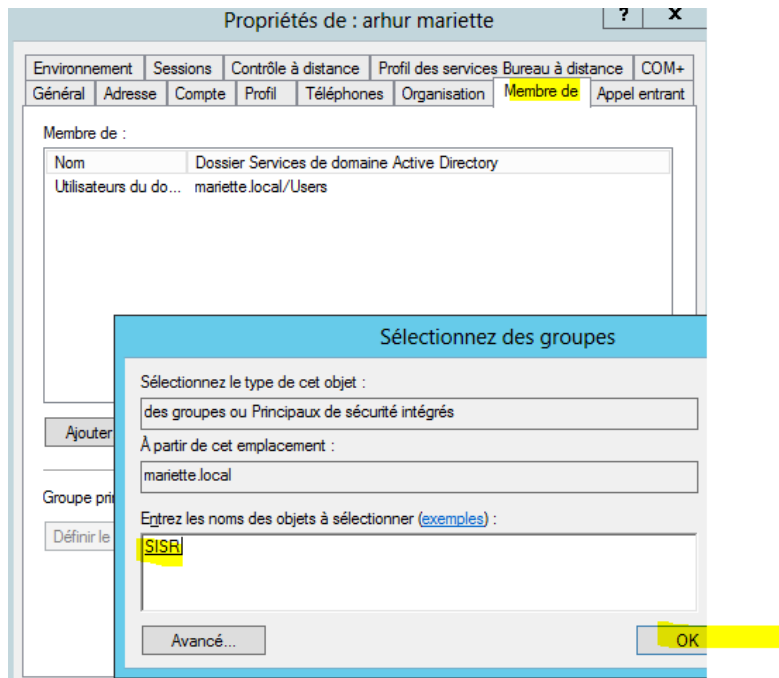 Propriétés de : arhur mariette
? x
Environnement Sessions Contrôle à distance Profil des services Bureau à distance COM+
Général Adresse Compte Profil Téléphones Organisation Membre de Appel entrant
Membre de :
Nom Dossier Services de domaine Active Directory
Utilisateurs du do... mariette.local/Users
Sélectionnez des groupes
Sélectionnez le type de cet objet :
des groupes ou Principaux de sécurité intégrés
Ajouter
À partir de cet emplacement :
mariette.local
Groupe pri
Entrez les noms des objets à sélectionner (exemples) :
Définir le
SISR
Avancé...
OK